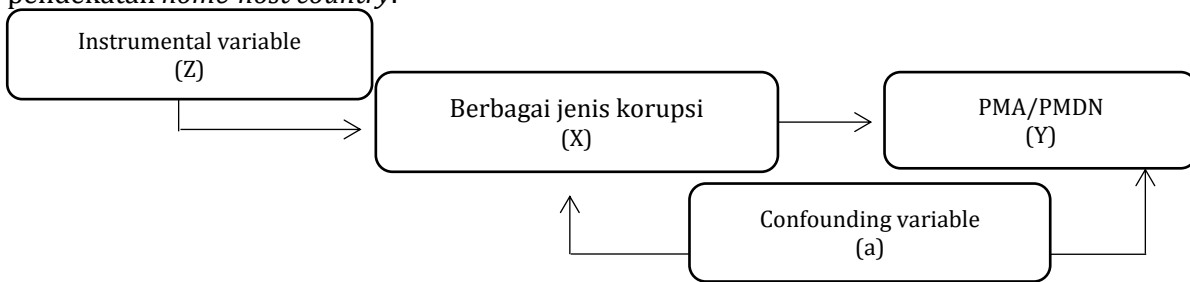 pendekatan home-host country.
Instrumental variable
(Z)
Berbagai jenis korupsi
(X)
PMA/PMDN
(Y)
Confounding variable
(a)